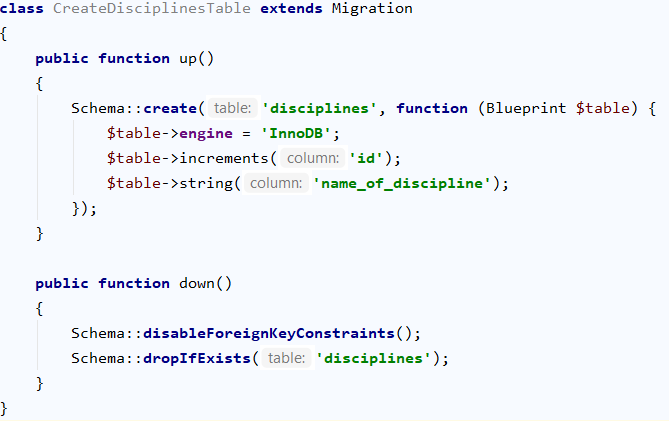 class CreateDisciplinesTable extends Migration
{
    public function up()
    {
        Schema::create( table: 'disciplines', function (Blueprint $table) {
            $table->engine = 'InnoDB';
            $table->increments( column: 'id');
            $table->string( column: 'name_of_discipline');
        });
    }

    public function down()
    {
        Schema::disableForeignKeyConstraints();
        Schema::dropIfExists( table: 'disciplines');
    }
}